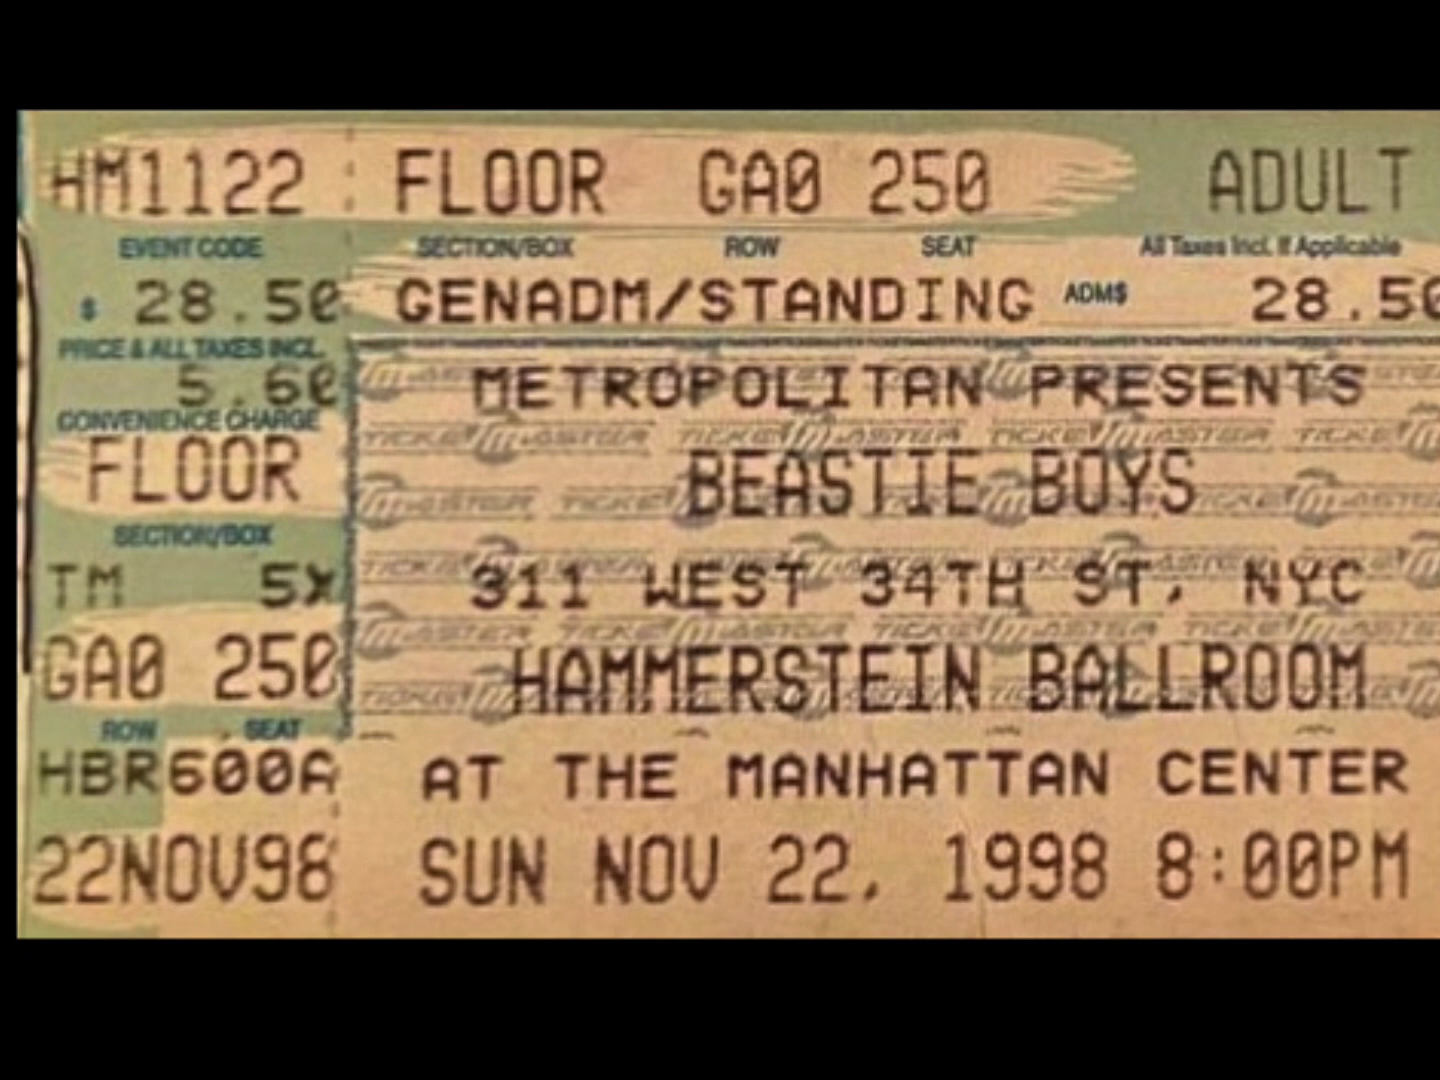 HM1122 FLOOR GA0 250 ADULT
EVENT CODE SECTION/BOX ROW SEAT All Taxes Incl. If Applicable
$ 28.50 GENADM/STANDING ADM$ 28.50
PRICE & ALL TAXES INCL.
5.60 METROPOLITAN PRESENTS
CONVENIENCE CHARGE
FLOOR BEASTIE BOYS
SECTION/BOX
TM 5X 311 WEST 34TH ST, NYC
GA0 250 HAMMERSTEIN BALLROOM
ROW SEAT
HBR600A AT THE MANHATTAN CENTER
22NOV98 SUN NOV 22, 1998 8:00PM